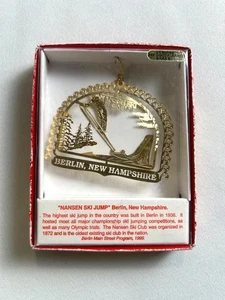 BERLIN, NEW HAMPSHIRE
"NANSEN SKI JUMP" Berlin, New Hampshire.
The highest ski jump in the country was built in Berlin in 1938. It
hosted most all major championship ski jumping competitions, as
well as many Olympic trials. The Nansen Ski Club was organized in
1872 and is the oldest existing ski club in the nation.
Berlin Main Street Program, 1999.